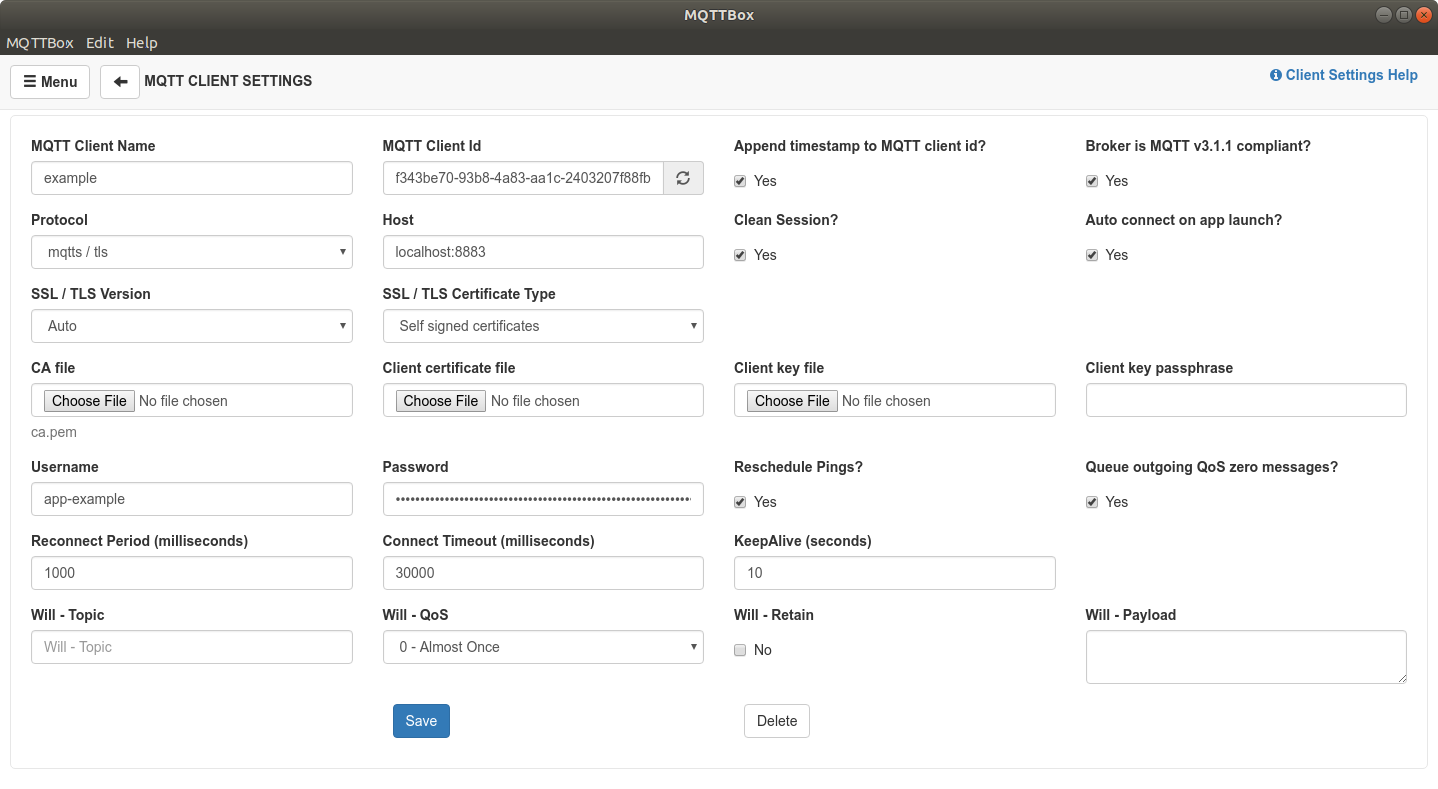 MQTTBox
MQTTBox Edit Help
Menu MQTT CLIENT SETTINGS Client Settings Help
MQTT Client Name MQTT Client Id Append timestamp to MQTT client id? Broker is MQTT v3.1.1 compliant?
example f343be70-93b8-4a83-aa1c-2403207f88fb Yes Yes
Protocol Host Clean Session? Auto connect on app launch?
mqtts / tls localhost:8883 Yes Yes
SSL / TLS Version SSL / TLS Certificate Type
Auto Self signed certificates
CA file Client certificate file Client key file Client key passphrase
Choose File No file chosen Choose File No file chosen Choose File No file chosen
ca.pem
Username Password Reschedule Pings? Queue outgoing QoS zero messages?
app-example Yes Yes
Reconnect Period (milliseconds) Connect Timeout (milliseconds) KeepAlive (seconds)
1000 30000 10
Will - Topic Will - QoS Will - Retain Will - Payload
Will - Topic 0 - Almost Once No
Save Delete